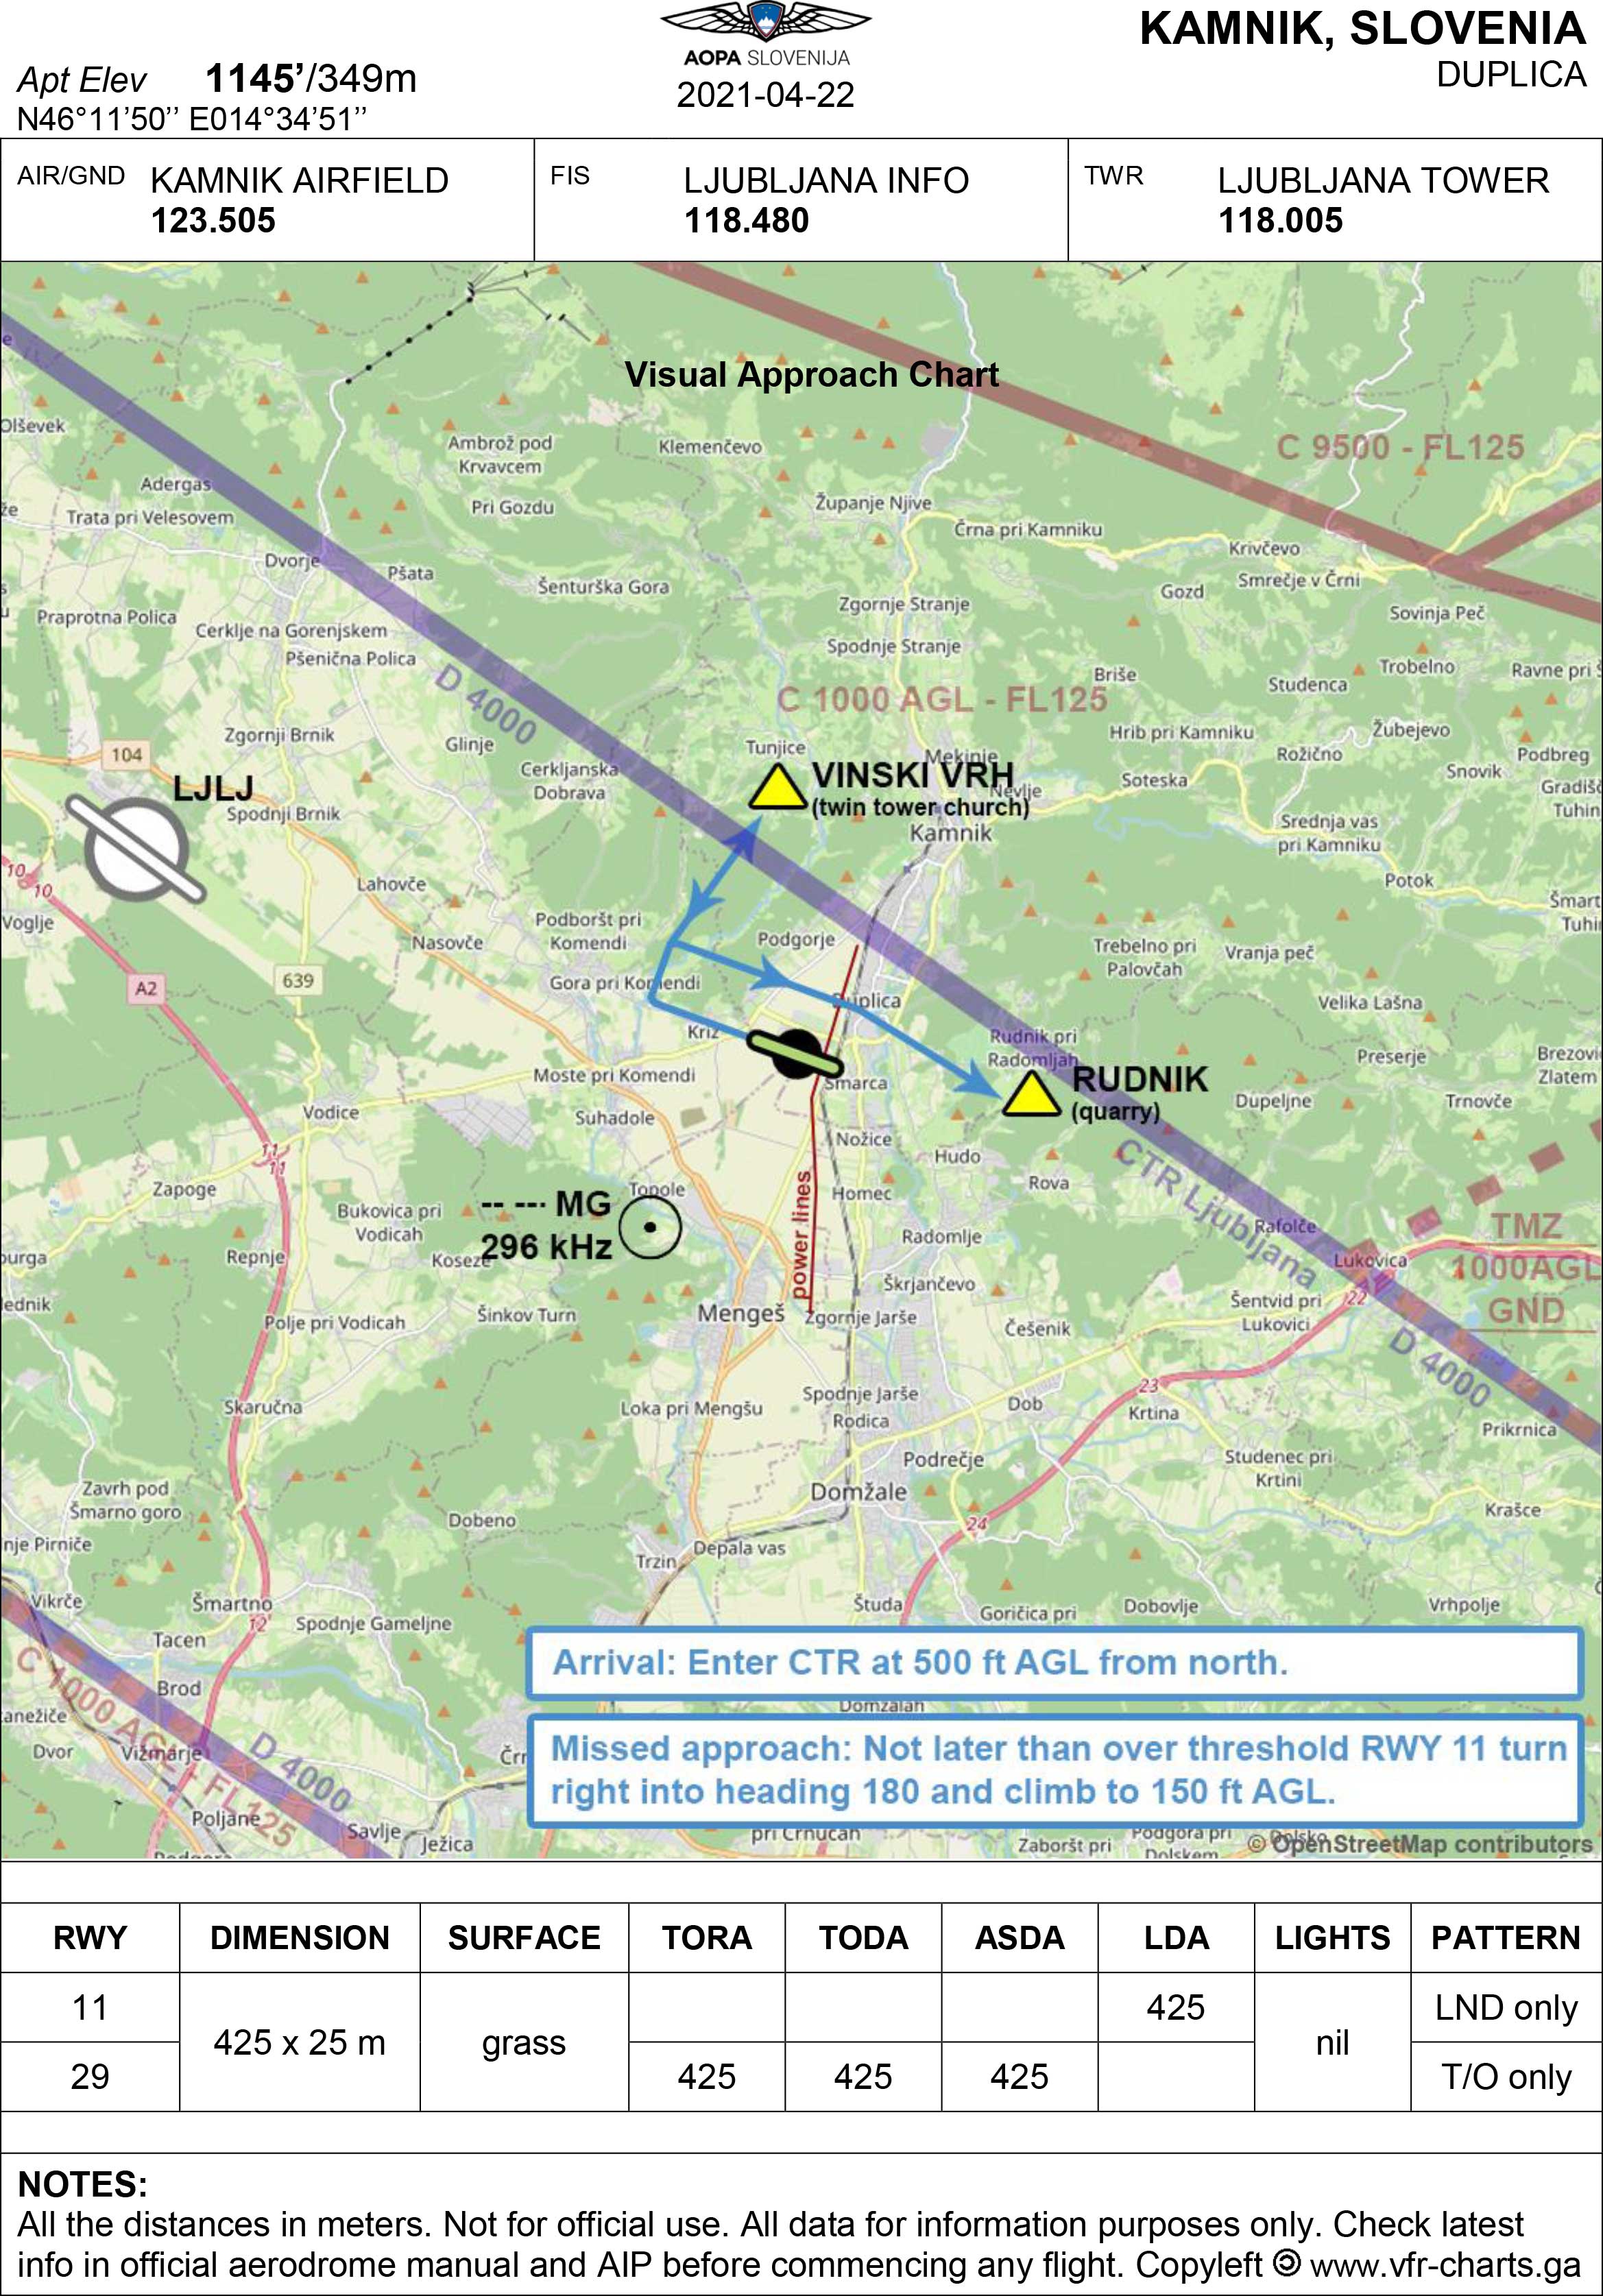 KAMNIK, SLOVENIA
DUPLICA
AOPA SLOVENIJA
2021-04-22
Apt Elev 1145’/349m
N46°11’50’’ E014°34’51’’
AIR/GND KAMNIK AIRFIELD
123.505
FIS LJUBLJANA INFO
118.480
TWR LJUBLJANA TOWER
118.005
Visual Approach Chart
Olševek
Ambrož pod
Krvavcem
Klemenčevo
C 9500 - FL125
Adergas
Pri Gozdu
Županje Njive
Trata pri Velesovem
Črna pri Kamniku
Dvorje
Pšata
Krivčevo
Šenturška Gora
Smrečje v Črni
Gozd
Praprotna Polica
Zgornje Stranje
Sovinja Peč
Cerklje na Gorenjskem
Pšenična Polica
Spodnje Stranje
Briše
Trobelno
Ravne pri
Studenca
D 4000
C 1000 AGL - FL125
Zgornji Brnik
Glinje
Tunjice
Mekinje
Hrib pri Kamniku
Žubejevo
104
Cerkljanska
Dobrava
VINSKI VRH
(twin tower church)
Nevlje
Soteska
Rožično
Podbreg
Snovik
LJLJ
Spodnji Brnik
Kamnik
Srednja vas
pri Kamniku
Tuhin
10
10
Lahovče
Potok
Voglje
Podboršt pri
Komendi
Nasovče
Podgorje
Trebelno pri
Palovčah
Vranja peč
Šmart
Tuhi
A2
639
Gora pri Komendi
Duplica
Velika Lašna
Križ
Rudnik pri
Radomljah
Preserje
Brezovi
Zlatem
Moste pri Komendi
Šmarca
RUDNIK
(quarry)
Dupeljne
Trnovče
Vodice
Suhadole
Nožice
Hudo
11
11
CTR Ljubljana
Zapoge
Topole
Homec
Rova
-- --· MG
296 kHz
power lines
Bukovica pri
Vodicah
Repnje
Koseze
Radomlje
Rafolče
TMZ
1000AGL
GND
Lukovica
Škrjančevo
22
Šentvid pri
Lukovici
Polje pri Vodicah
Šinkov Turn
Mengeš
Zgornje Jarše
Češenik
D 4000
Skaručna
Loka pri Mengšu
Spodnje Jarše
Rodica
Dob
23
Krtina
Prikrnica
Podrečje
Studenec pri
Krtini
Zavrh pod
Šmarno goro
Domžale
Krašce
Dobeno
24
nje Pirniče
Trzin
Depala vas
Vikrče
Šmartno
12
Spodnje Gameljne
Študa
Goričica pri
Dobovlje
Vrhpolje
Tacen
Arrival: Enter CTR at 500 ft AGL from north.
C 1000 AGL - FL125
Brod
Domžalah
Dvor
Vižmarje
D 4000
Missed approach: Not later than over threshold RWY 11 turn
right into heading 180 and climb to 150 ft AGL.
Poljane
Savlje
Ježica
pri Črnučah
Zaboršt pri
Podgora pri
Dolskem
© OpenStreetMap contributors
RWY DIMENSION SURFACE TORA TODA ASDA LDA LIGHTS PATTERN
11 425 LND only
425 x 25 m grass nil
29 425 425 425 T/O only
NOTES:
All the distances in meters. Not for official use. All data for information purposes only. Check latest
info in official aerodrome manual and AIP before commencing any flight. Copyleft 🄯 www.vfr-charts.ga